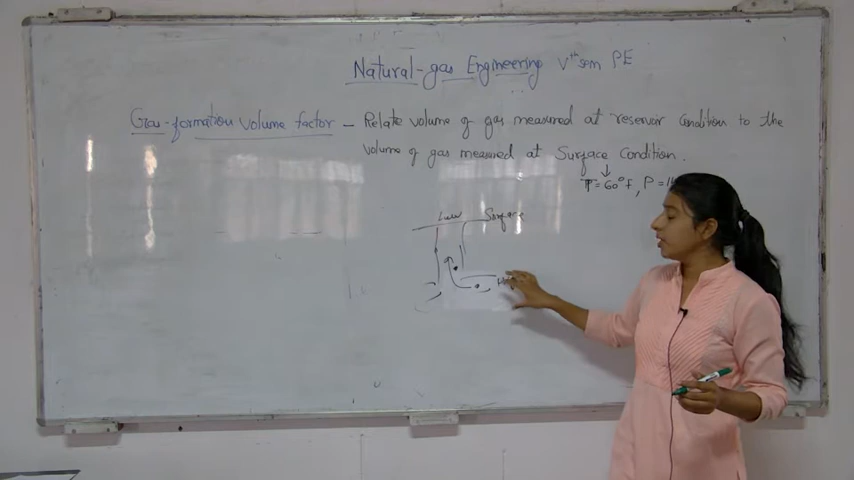 Natural-gas Engineering Vth sem PE
Gas-formation volume factor – Relate volume of gas measured at reservoir Condition to the
volume of gas measured at Surface Condition.
T = 60°F, P = 14
Low Surface